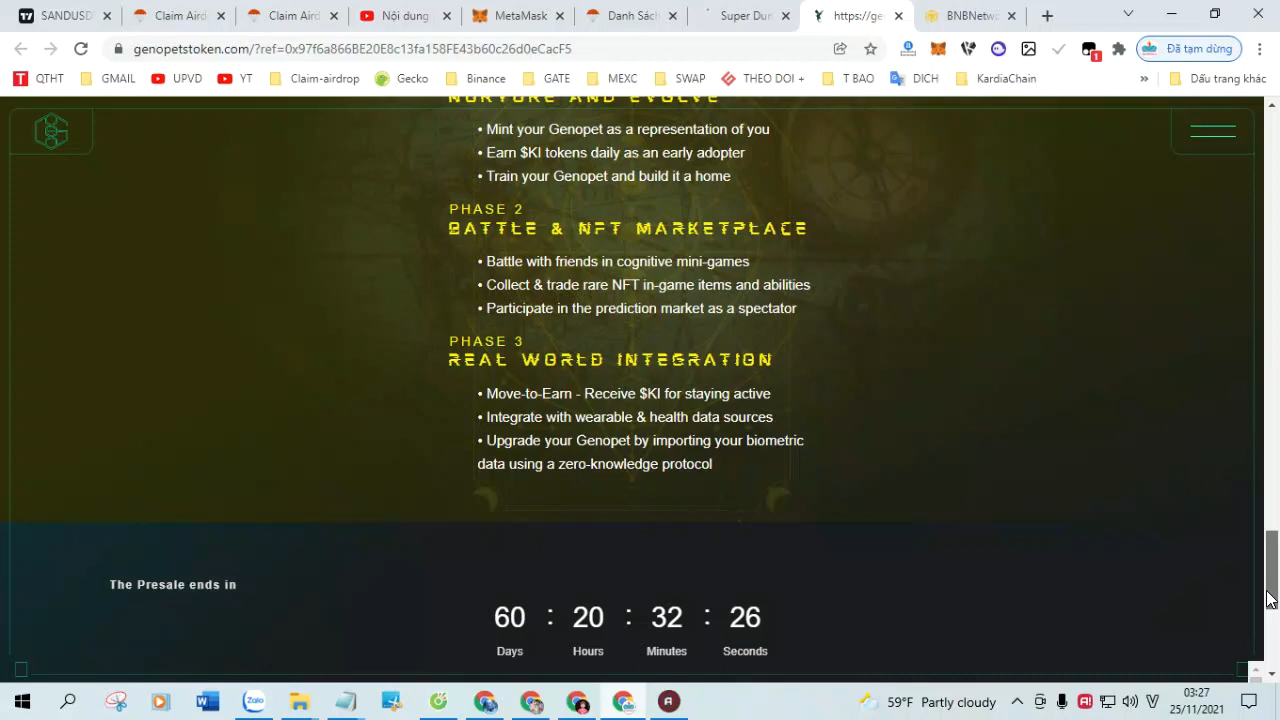 SANDUSD
Claim Aird
Claim Aird
Nội dung
MetaMask
Danh Sách
Super Dun
https://ge
BNBNetwo
genopetstoken.com/?ref=0x97f6a866BE20E8c13fa158FE43b60c26d0eCacF5
1
Đã tạm dừng
QTHT
GMAIL
UPVD
YT
Claim-airdrop
Gecko
Binance
GATE
MEXC
SWAP
THEO DOI +
T BAO
DICH
KardiaChain
»
Dấu trang khác
NURTURE AND EVOLVE
• Mint your Genopet as a representation of you
• Earn $KI tokens daily as an early adopter
• Train your Genopet and build it a home
PHASE 2
BATTLE & NFT MARKETPLACE
• Battle with friends in cognitive mini-games
• Collect & trade rare NFT in-game items and abilities
• Participate in the prediction market as a spectator
PHASE 3
REAL WORLD INTEGRATION
• Move-to-Earn - Receive $KI for staying active
• Integrate with wearable & health data sources
• Upgrade your Genopet by importing your biometric
data using a zero-knowledge protocol
The Presale ends in
60 : 20 : 32 : 26
Days Hours Minutes Seconds
Zalo
59°F Partly cloudy
03:27
25/11/2021